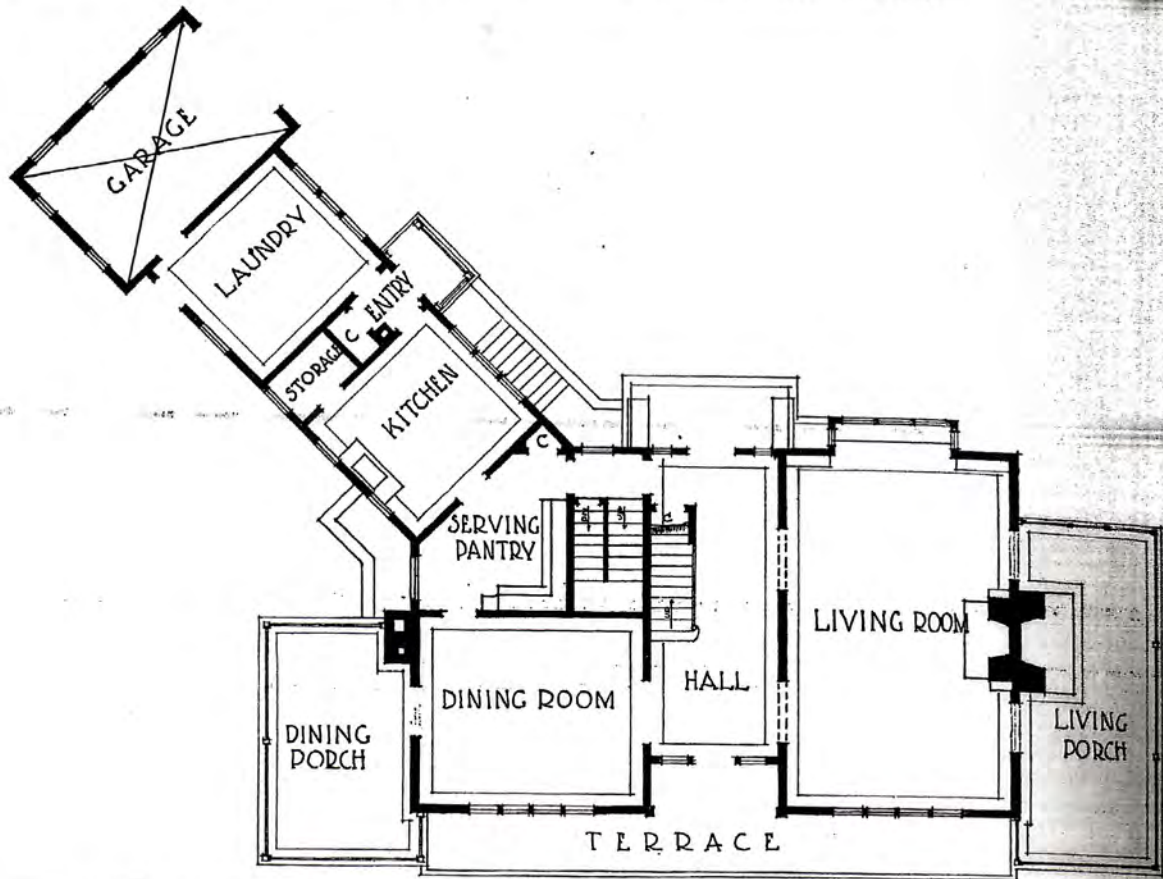 GARAGE
LAUNDRY
ENTRY
C
STORAGE
KITCHEN
C
SERVING
PANTRY
C
LIVING ROOM
HALL
DINING ROOM
DINING
PORCH
LIVING
PORCH
TERRACE